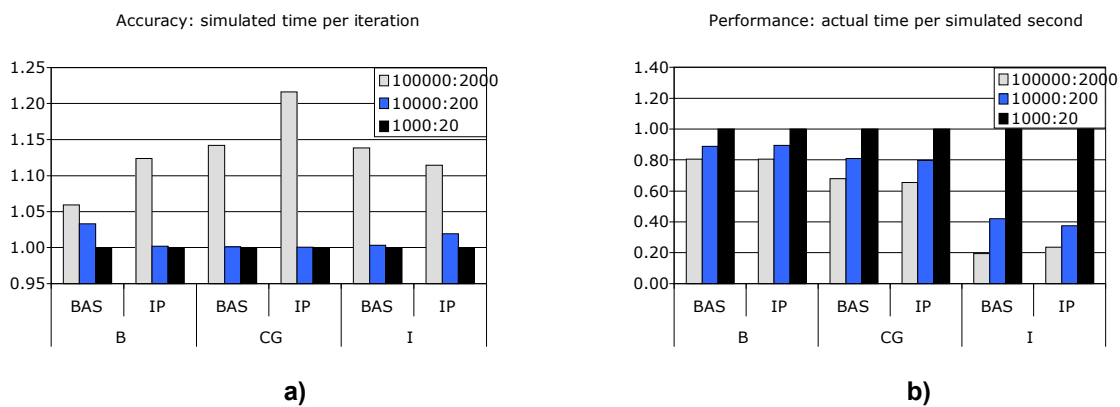 Accuracy: simulated time per iteration
1.25
1.20
1.15
1.10
1.05
1.00
0.95
100000:2000
10000:200
1000:20
BAS IP BAS IP BAS IP
B CG I
a)
Performance: actual time per simulated second
1.40
1.20
1.00
0.80
0.60
0.40
0.20
0.00
100000:2000
10000:200
1000:20
BAS IP BAS IP BAS IP
B CG I
b)